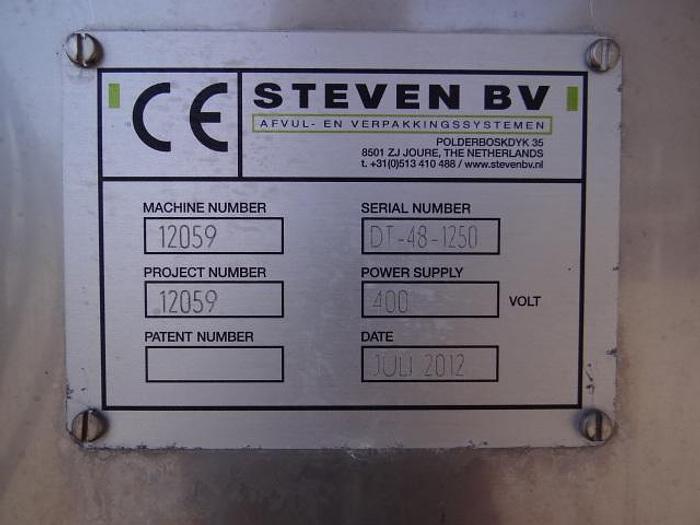 CE
STEVEN BV
AFVUL- EN VERPAKKINGSSYSTEMEN
POLDERBOSKDYK 35
8501 ZJ JOURE, THE NETHERLANDS
t. +31(0)513 410 488 / www.stevenbv.nl
MACHINE NUMBER
12059
SERIAL NUMBER
DT-48-1250
PROJECT NUMBER
12059
POWER SUPPLY
400 VOLT
PATENT NUMBER
DATE
JULI 2012